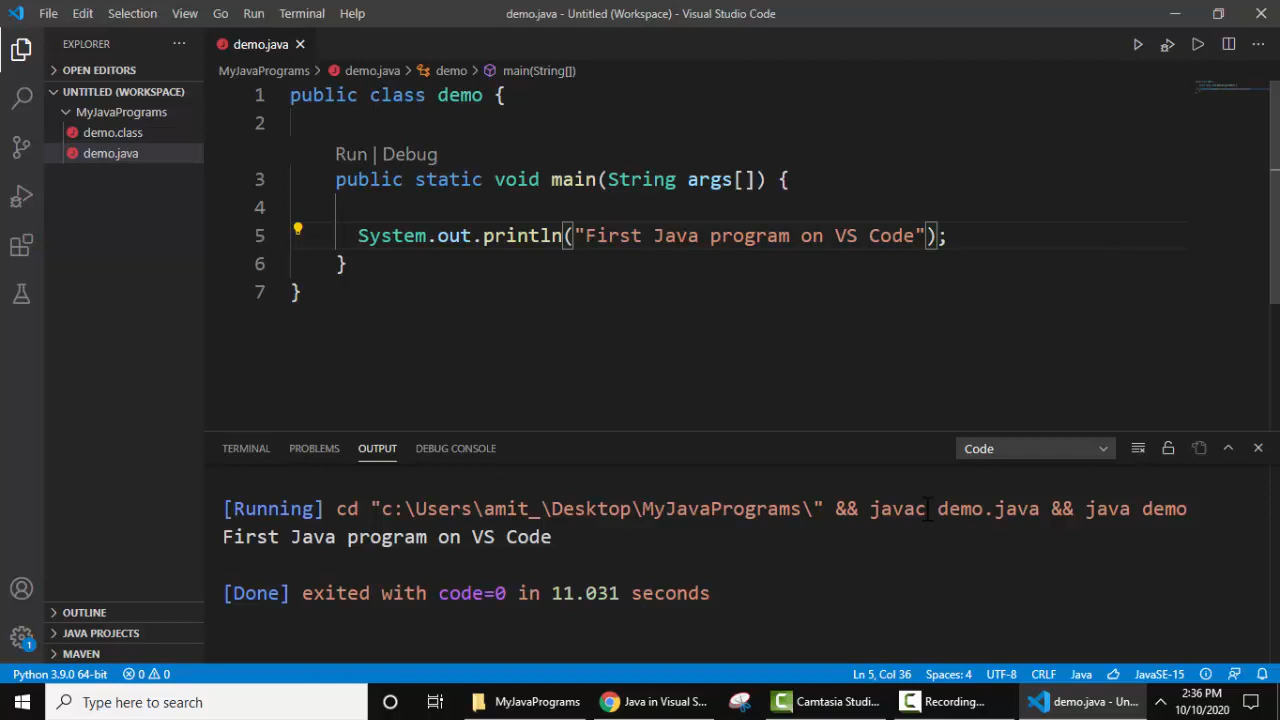 File Edit Selection View Go Run Terminal Help demo.java - Untitled (Workspace) - Visual Studio Code
EXPLORER
OPEN EDITORS
UNTITLED (WORKSPACE)
MyJavaPrograms
demo.class
demo.java
OUTLINE
JAVA PROJECTS
MAVEN
demo.java
MyJavaPrograms > demo.java > demo > main(String[])
1 public class demo {
2
Run | Debug
3 public static void main(String args[]) {
4
5 System.out.println("First Java program on VS Code");
6 }
7 }
TERMINAL PROBLEMS OUTPUT DEBUG CONSOLE Code
[Running] cd "c:\Users\amit_\Desktop\MyJavaPrograms\" && javac demo.java && java demo
First Java program on VS Code
[Done] exited with code=0 in 11.031 seconds
1
Python 3.9.0 64-bit 0 0 Ln 5, Col 36 Spaces: 4 UTF-8 CRLF Java JavaSE-15
Type here to search MyJavaPrograms Java in Visual S... Camtasia Studi... Recording... demo.java - Un... 2:36 PM
10/10/2020